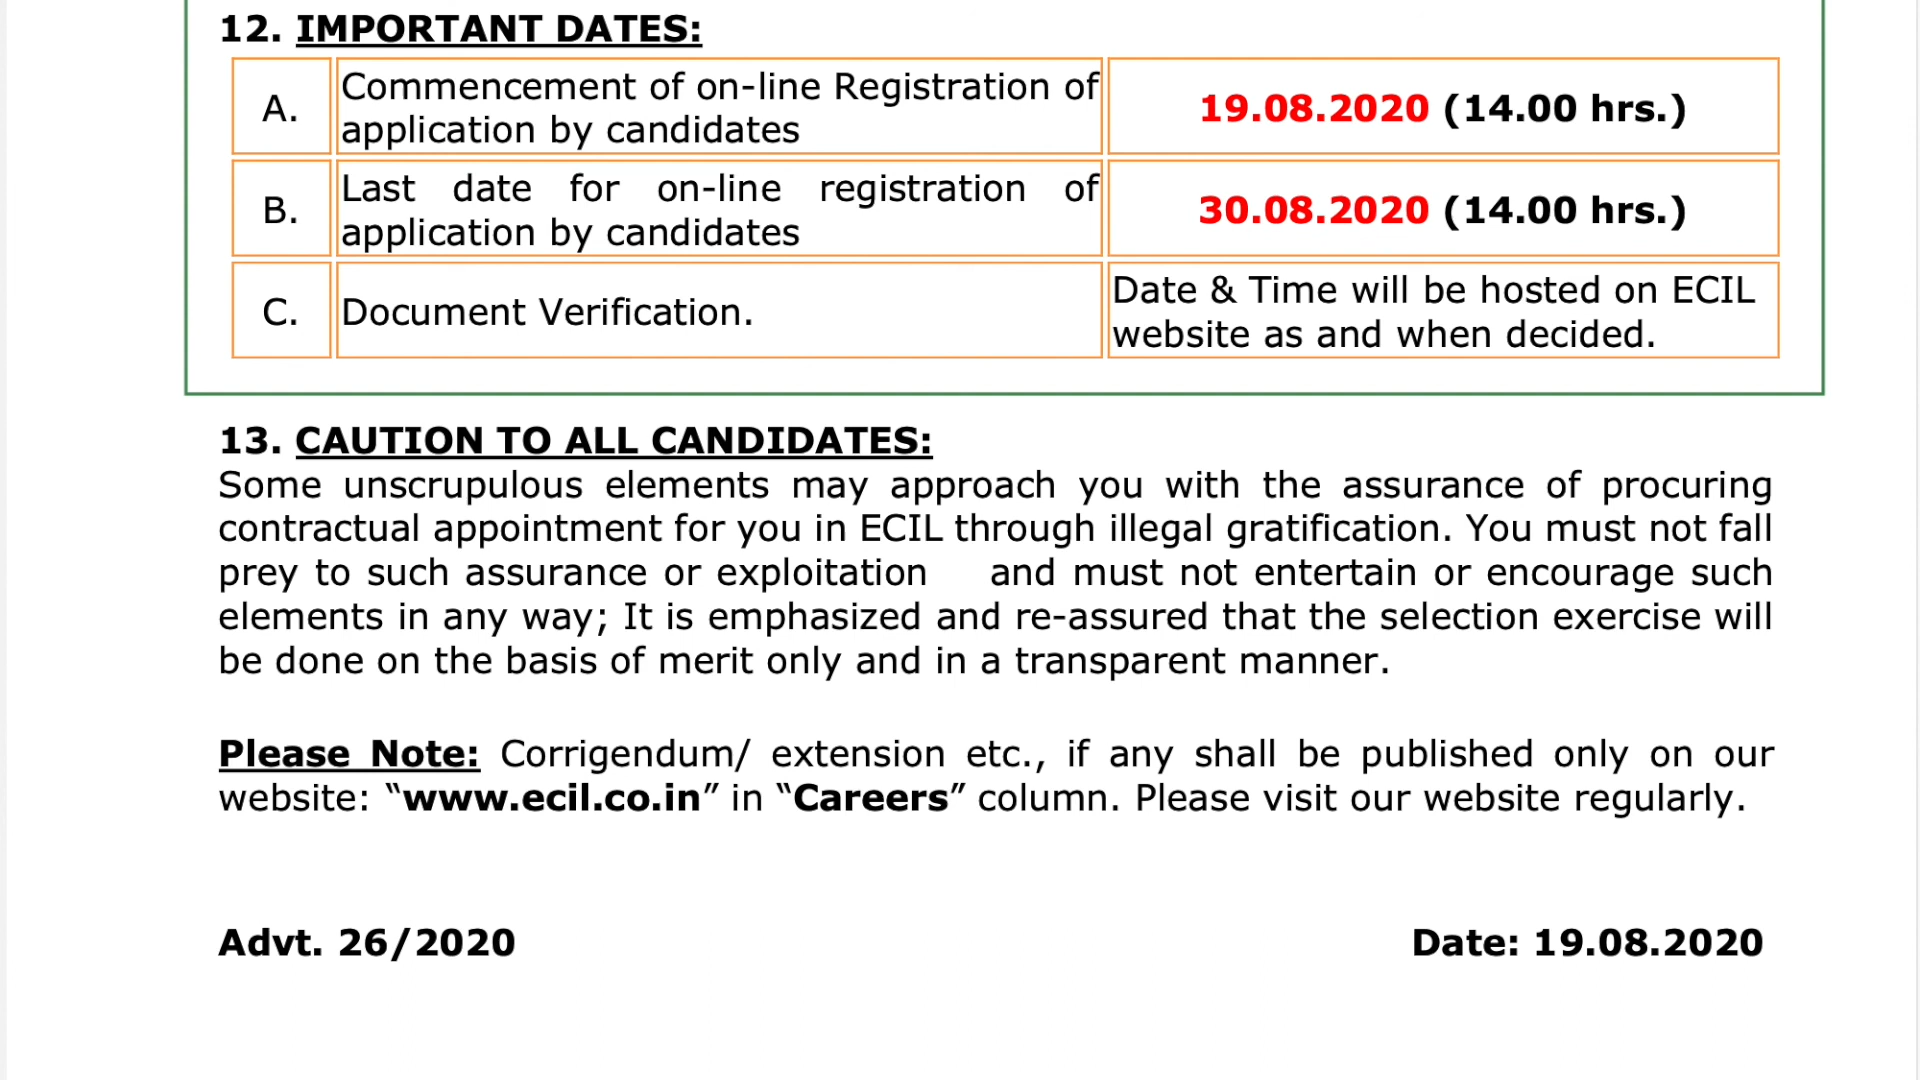 12. IMPORTANT DATES:
A.
Commencement of on-line Registration of
application by candidates
19.08.2020 (14.00 hrs.)
B.
Last date for on-line registration of
application by candidates
30.08.2020 (14.00 hrs.)
C.
Document Verification.
Date & Time will be hosted on ECIL
website as and when decided.
13. CAUTION TO ALL CANDIDATES:
Some unscrupulous elements may approach you with the assurance of procuring
contractual appointment for you in ECIL through illegal gratification. You must not fall
prey to such assurance or exploitation and must not entertain or encourage such
elements in any way; It is emphasized and re-assured that the selection exercise will
be done on the basis of merit only and in a transparent manner.
Please Note: Corrigendum/ extension etc., if any shall be published only on our
website: “www.ecil.co.in” in “Careers” column. Please visit our website regularly.
Advt. 26/2020
Date: 19.08.2020